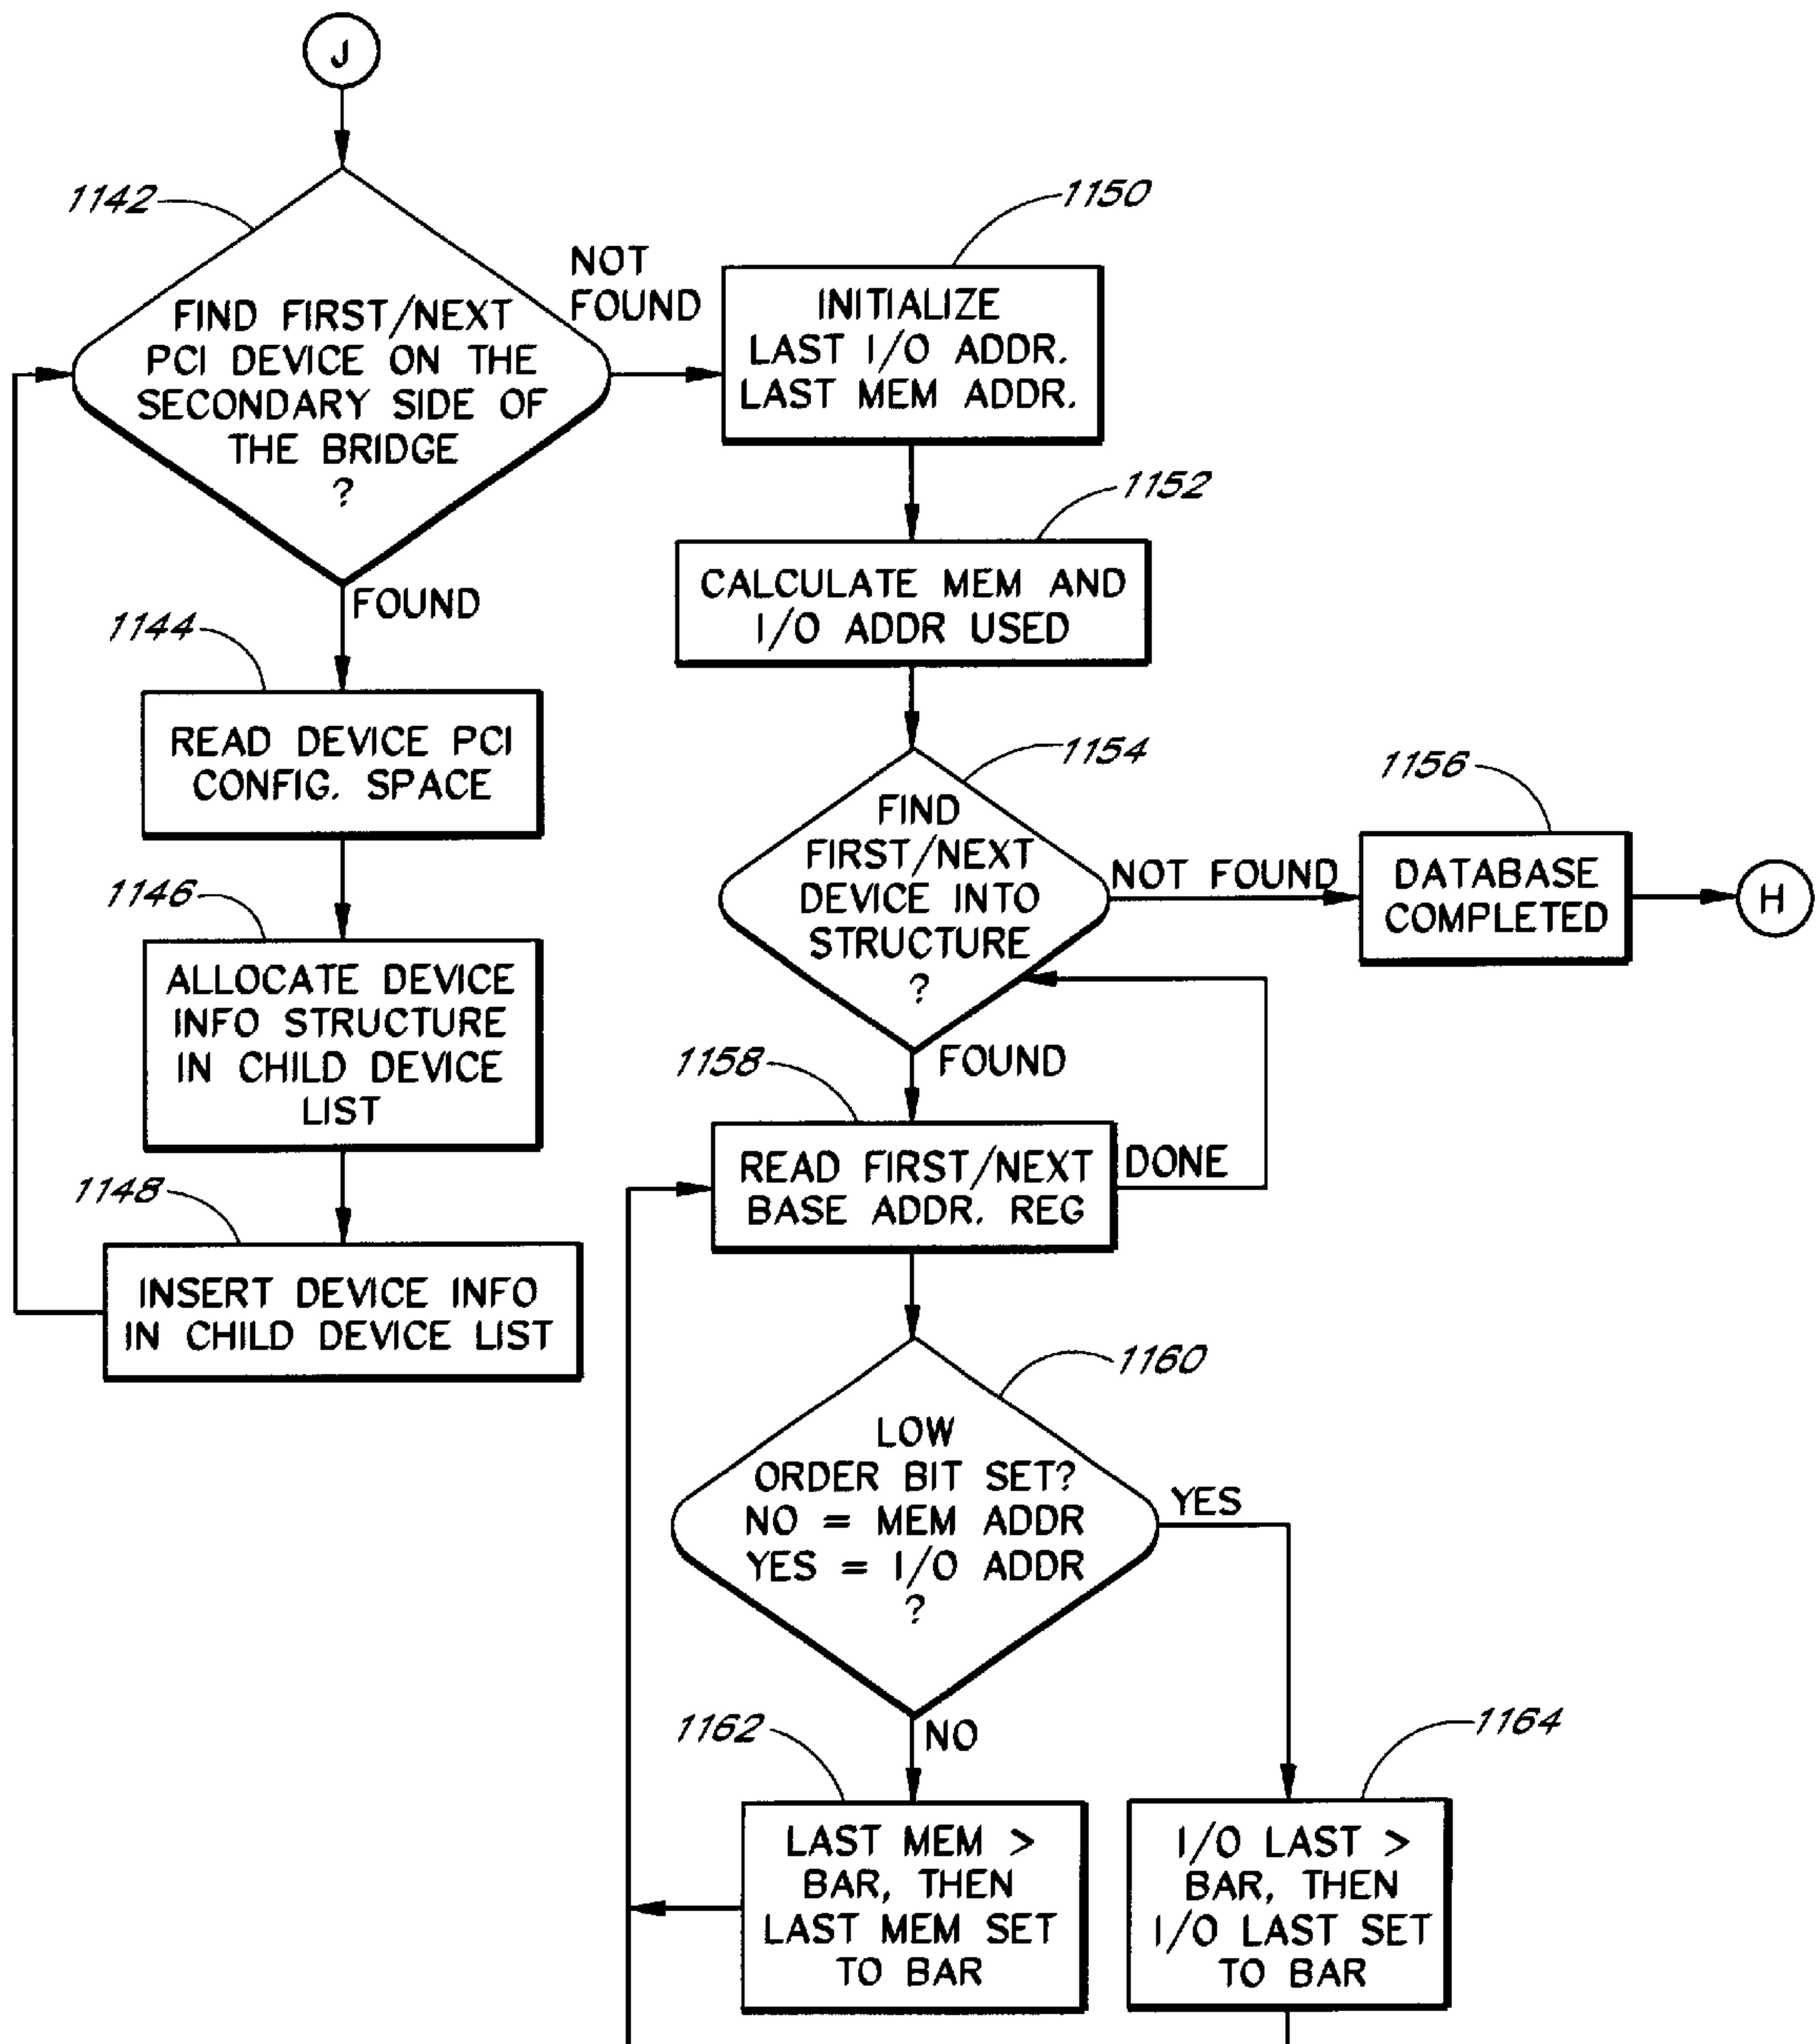 J
1142
FIND FIRST/NEXT
PCI DEVICE ON THE
SECONDARY SIDE OF
THE BRIDGE
?
NOT
FOUND
FOUND
1144
READ DEVICE PCI
CONFIG. SPACE
1146
ALLOCATE DEVICE
INFO STRUCTURE
IN CHILD DEVICE
LIST
1148
INSERT DEVICE INFO
IN CHILD DEVICE LIST
1150
INITIALIZE
LAST I/O ADDR.
LAST MEM ADDR.
1152
CALCULATE MEM AND
I/O ADDR USED
1154
FIND
FIRST/NEXT
DEVICE INTO
STRUCTURE
?
NOT FOUND
1156
DATABASE
COMPLETED
H
FOUND
1158
READ FIRST/NEXT
BASE ADDR. REG
DONE
1160
LOW
ORDER BIT SET?
NO = MEM ADDR
YES = I/O ADDR
?
YES
NO
1162
LAST MEM >
BAR, THEN
LAST MEM SET
TO BAR
1164
I/O LAST >
BAR, THEN
I/O LAST SET
TO BAR